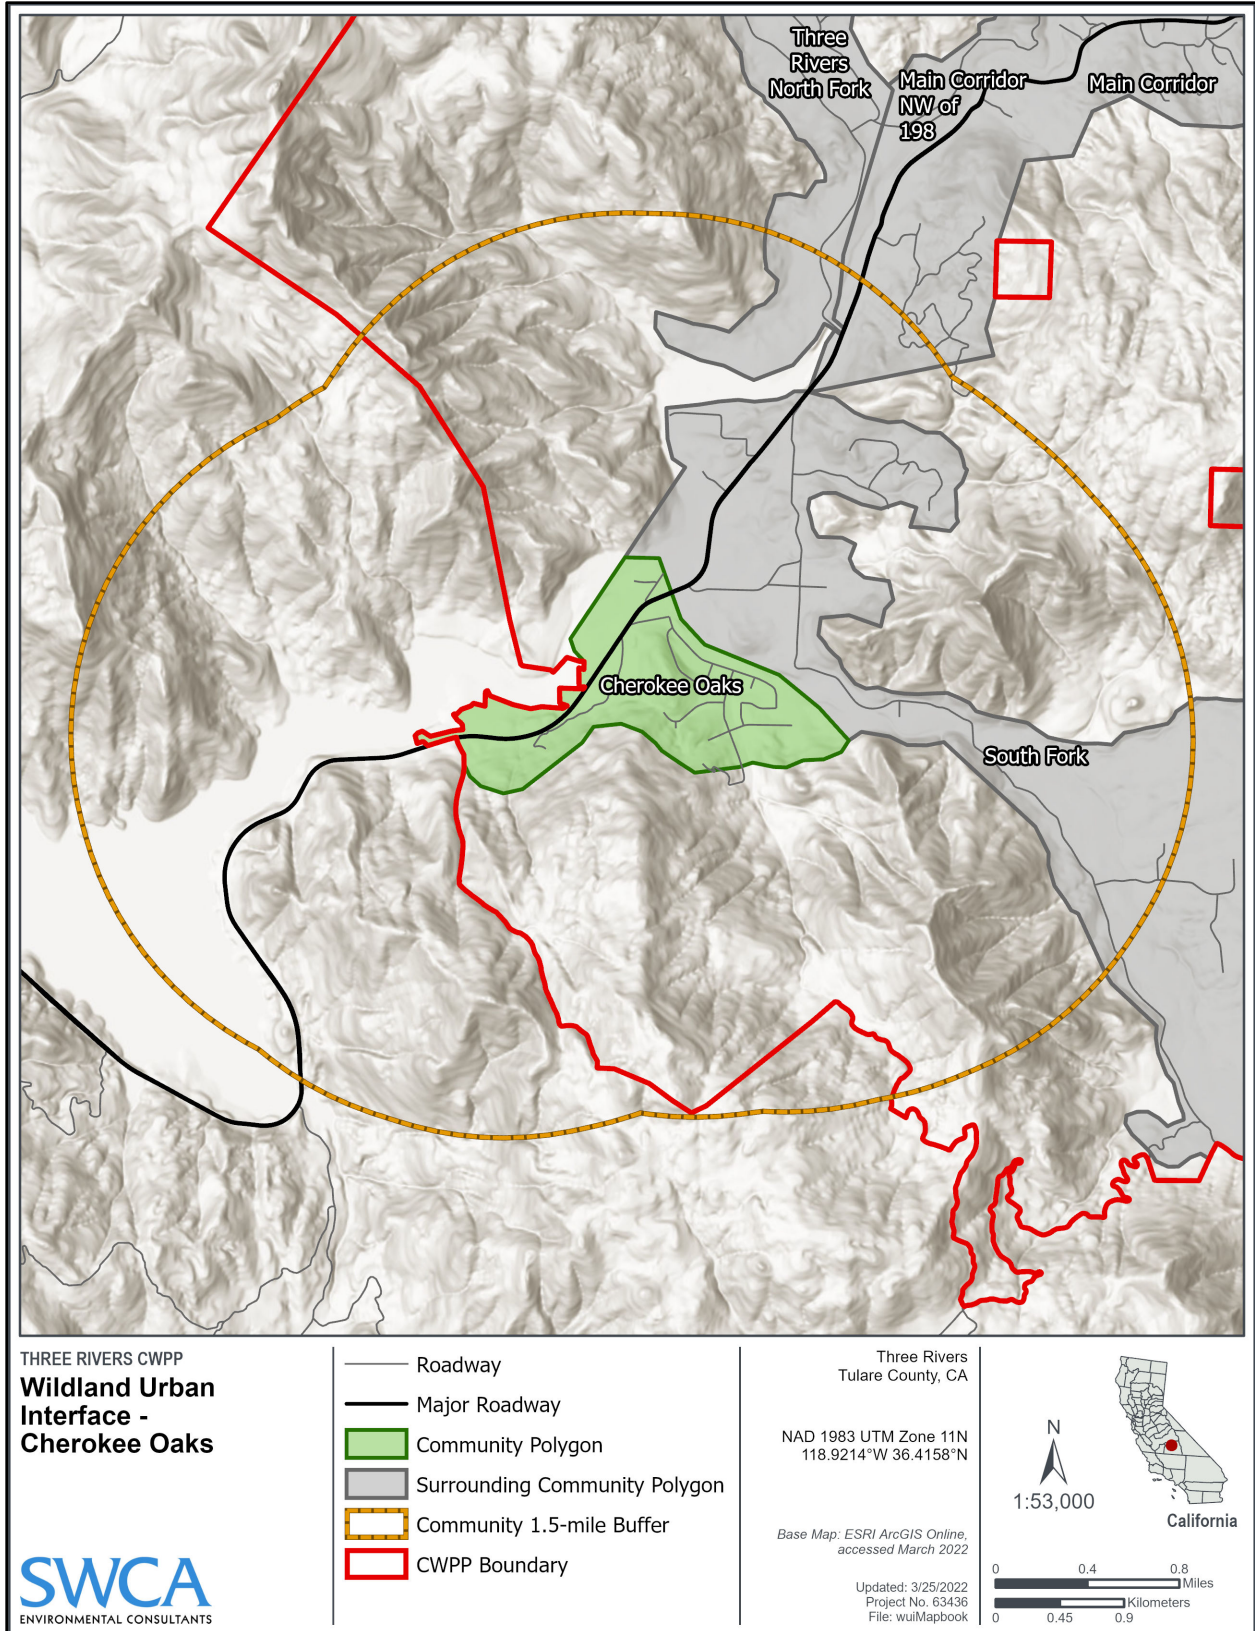 Three
Rivers
North Fork
Main Corridor
NW of
198
Main Corridor
Cherokee Oaks
South Fork
THREE RIVERS CWPP
Wildland Urban
Interface -
Cherokee Oaks
SWCA
ENVIRONMENTAL CONSULTANTS
Roadway
Major Roadway
Community Polygon
Surrounding Community Polygon
Community 1.5-mile Buffer
CWPP Boundary
Three Rivers
Tulare County, CA
NAD 1983 UTM Zone 11N
118.9214°W 36.4158°N
Base Map: ESRI ArcGIS Online,
accessed March 2022
Updated: 3/25/2022
Project No. 63436
File: wuiMapbook
N
1:53,000
California
0 0.4 0.8
Miles
Kilometers
0 0.45 0.9